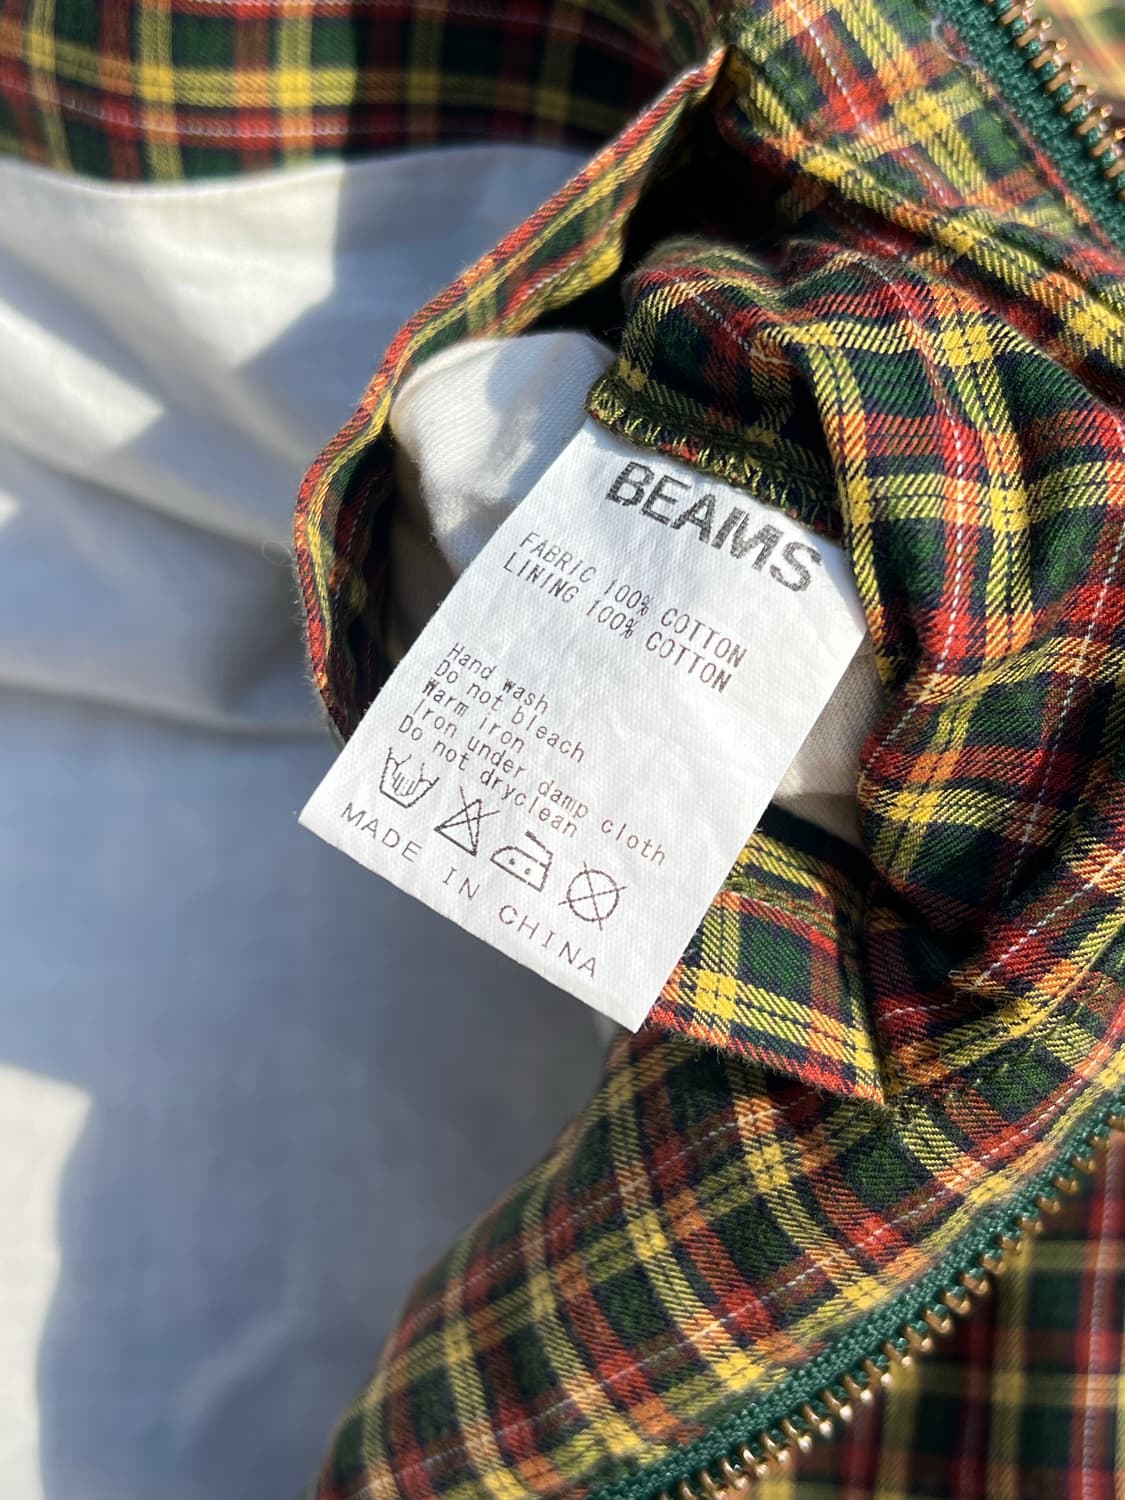 BEAMS
FABRIC 100% COTTON
LINING 100% COTTON
Hand wash
Do not bleach
Warm iron
Iron under damp cloth
Do not dryclean
MADE IN CHINA